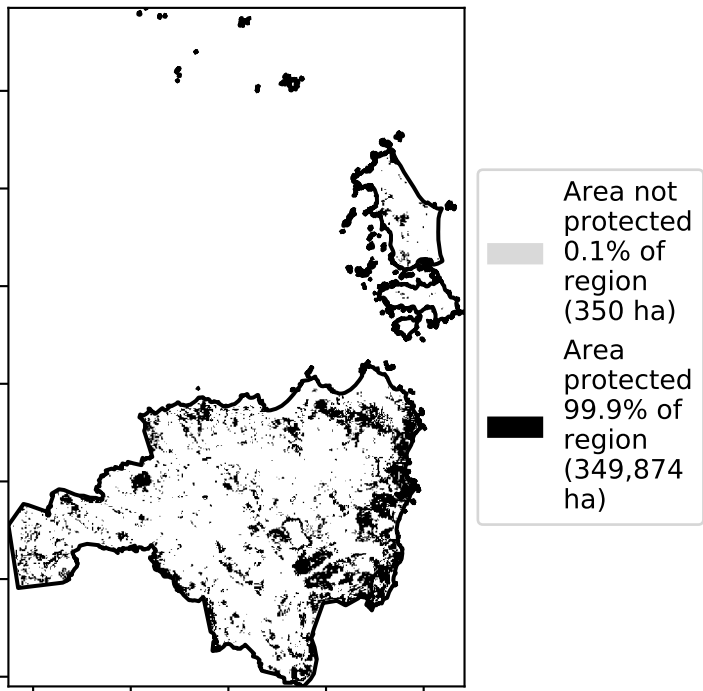 Area not
protected
0.1% of
region
(350 ha)
Area
protected
99.9% of
region
(349,874
ha)